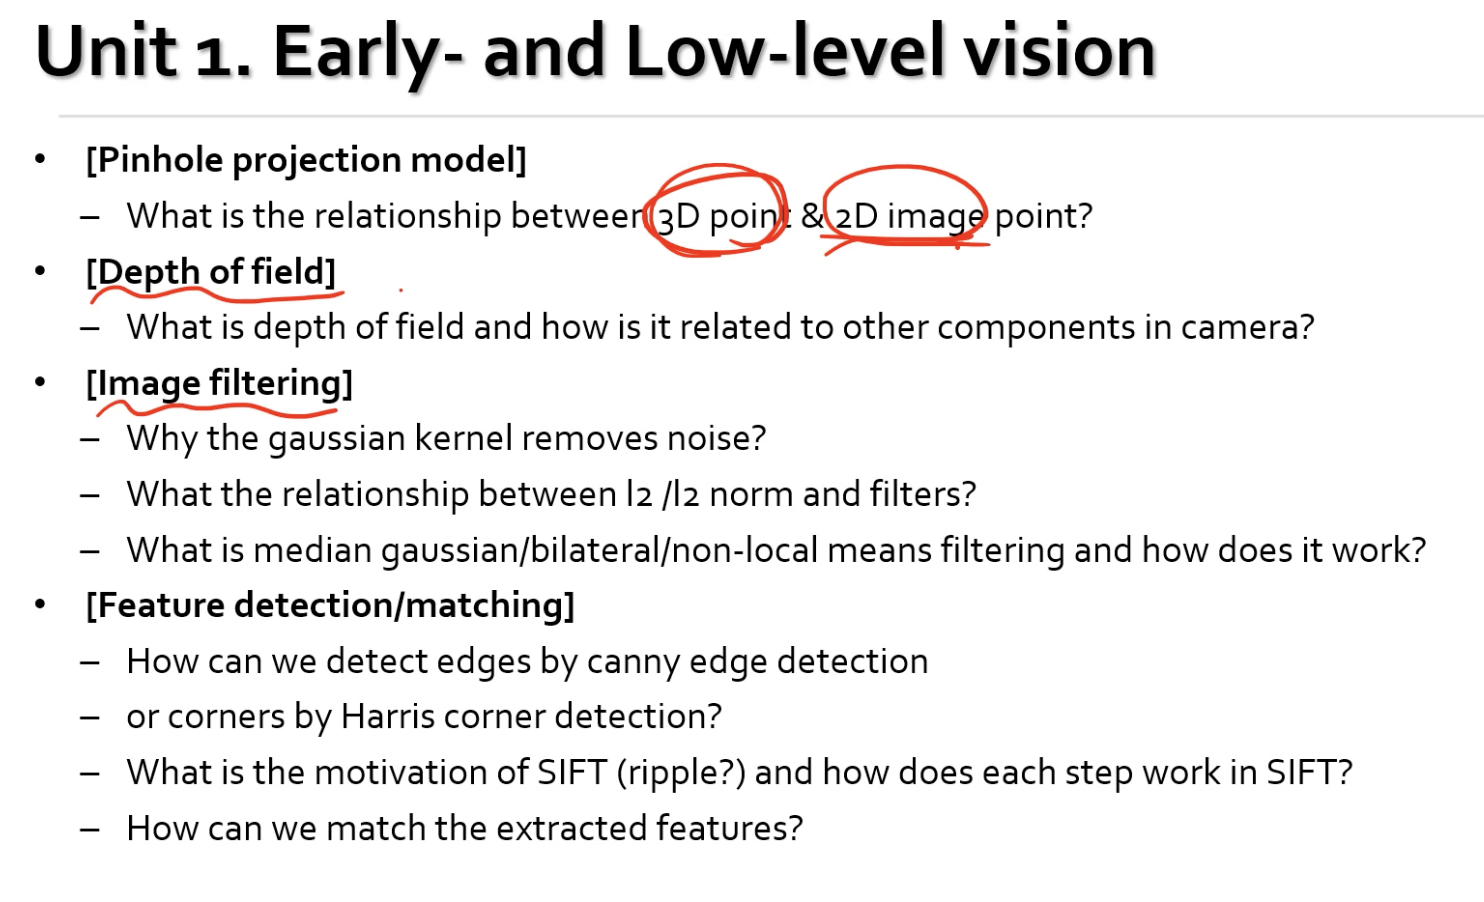 Unit 1. Early- and Low-level vision
• [Pinhole projection model]
– What is the relationship between 3D point & 2D image point?
• [Depth of field]
– What is depth of field and how is it related to other components in camera?
• [Image filtering]
– Why the gaussian kernel removes noise?
– What the relationship between l2 /l2 norm and filters?
– What is median gaussian/bilateral/non-local means filtering and how does it work?
• [Feature detection/matching]
– How can we detect edges by canny edge detection
– or corners by Harris corner detection?
– What is the motivation of SIFT (ripple?) and how does each step work in SIFT?
– How can we match the extracted features?